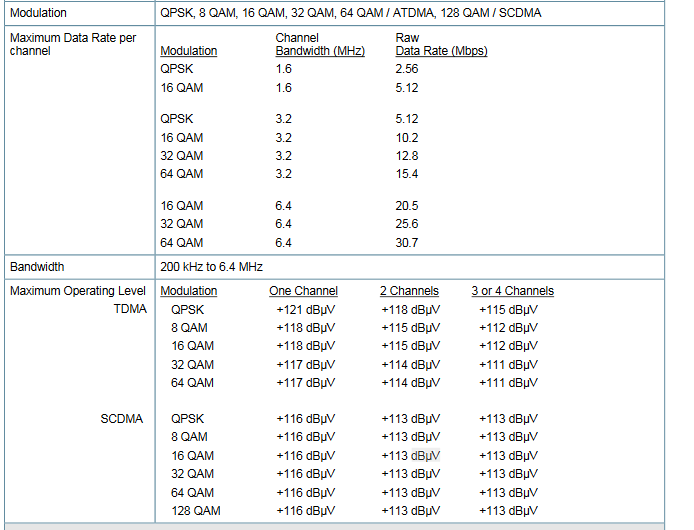 Modulation QPSK, 8 QAM, 16 QAM, 32 QAM, 64 QAM / ATDMA, 128 QAM / SCDMA
Maximum Data Rate per channel
Modulation Channel Bandwidth (MHz) Raw Data Rate (Mbps)
QPSK 1.6 2.56
16 QAM 1.6 5.12
QPSK 3.2 5.12
16 QAM 3.2 10.2
32 QAM 3.2 12.8
64 QAM 3.2 15.4
16 QAM 6.4 20.5
32 QAM 6.4 25.6
64 QAM 6.4 30.7
Bandwidth 200 kHz to 6.4 MHz
Maximum Operating Level Modulation One Channel 2 Channels 3 or 4 Channels
TDMA QPSK +121 dBµV +118 dBµV +115 dBµV
8 QAM +118 dBµV +115 dBµV +112 dBµV
16 QAM +118 dBµV +115 dBµV +112 dBµV
32 QAM +117 dBµV +114 dBµV +111 dBµV
64 QAM +117 dBµV +114 dBµV +111 dBµV
SCDMA QPSK +116 dBµV +113 dBµV +113 dBµV
8 QAM +116 dBµV +113 dBµV +113 dBµV
16 QAM +116 dBµV +113 dBµV +113 dBµV
32 QAM +116 dBµV +113 dBµV +113 dBµV
64 QAM +116 dBµV +113 dBµV +113 dBµV
128 QAM +116 dBµV +113 dBµV +113 dBµV